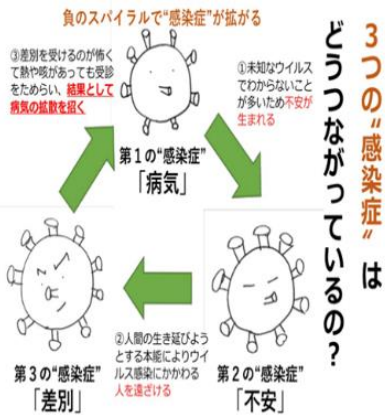 負のスパイラルで“感染症”が拡がる
3つの“感染症”は
どうつながっているの？
①未知なウイルス
でわからないこと
が多いため不安が
生まれる
③差別を受けるのが怖く
て熱や咳があっても受診
をためらい、結果として
病気の拡散を招く
第1の“感染症”
「病気」
②人間の生き延びよう
とする本能によりウイ
ルス感染にかかわる
人を遠ざける
第3の“感染症”
「差別」
第2の“感染症”
「不安」